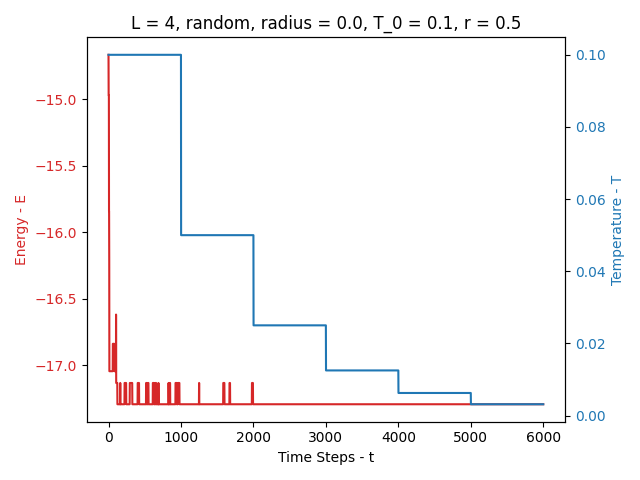 L = 4, random, radius = 0.0, T_0 = 0.1, r = 0.5
Energy - E
−15.0
−15.5
−16.0
−16.5
−17.0
0.10
0.08
0.06
0.04
0.02
0.00
Temperature - T
0 1000 2000 3000 4000 5000 6000
Time Steps - t